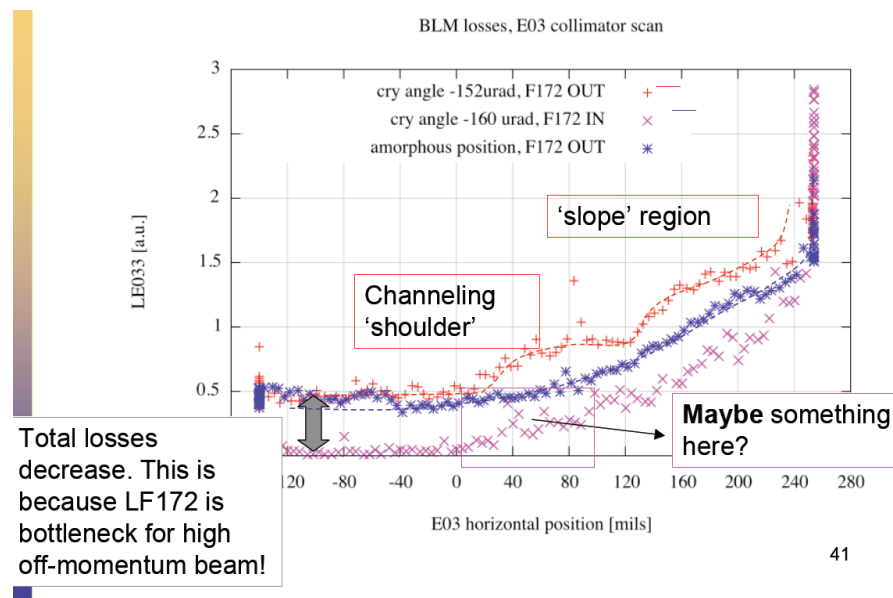 BLM losses, E03 collimator scan
3
2.5
2
1.5
1
0.5
LE033 [a.u.]
cry angle -152urad, F172 OUT
cry angle -160 urad, F172 IN
amorphous position, F172 OUT
'slope' region
Channeling
'shoulder'
Maybe something
here?
Total losses
decrease. This is
because LF172 is
bottleneck for high
off-momentum beam!
120 -80 -40 0 40 80 120 160 200 240 280
E03 horizontal position [mils]
41